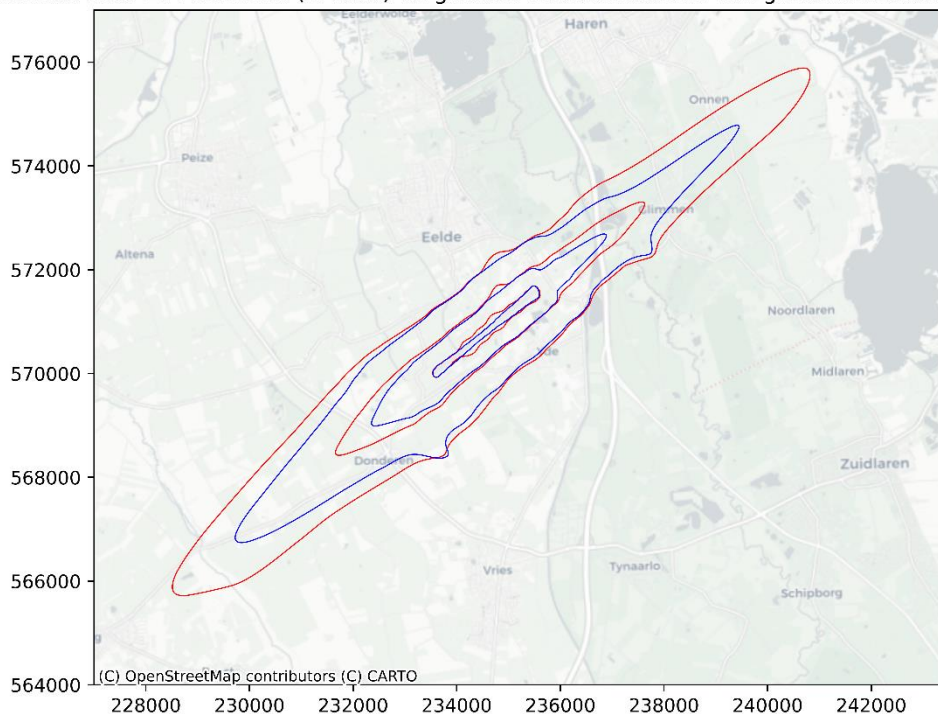 Eelderwolde
Haren
576000
Onnen
574000
Peize
Glimmen
Eelde
572000
Altena
Noordlaren
Yde
570000
Midlaren
Donderen
568000
Zuidlaren
566000
Vries
Tynaarlo
Schipborg
(C) OpenStreetMap contributors (C) CARTO
564000
228000 230000 232000 234000 236000 238000 240000 242000